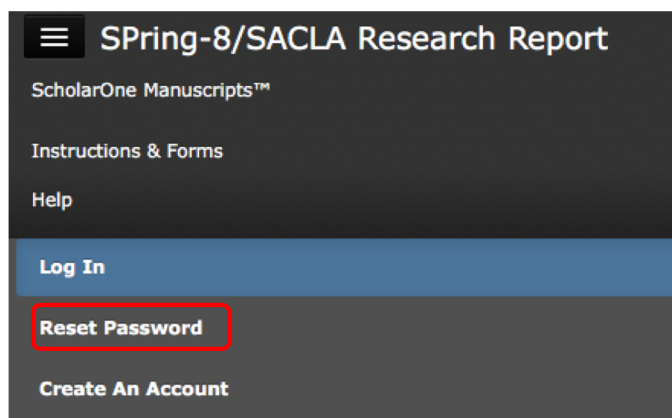 SPring-8/SACLA Research Report
ScholarOne Manuscripts™
Instructions & Forms
Help
Log In
Reset Password
Create An Account